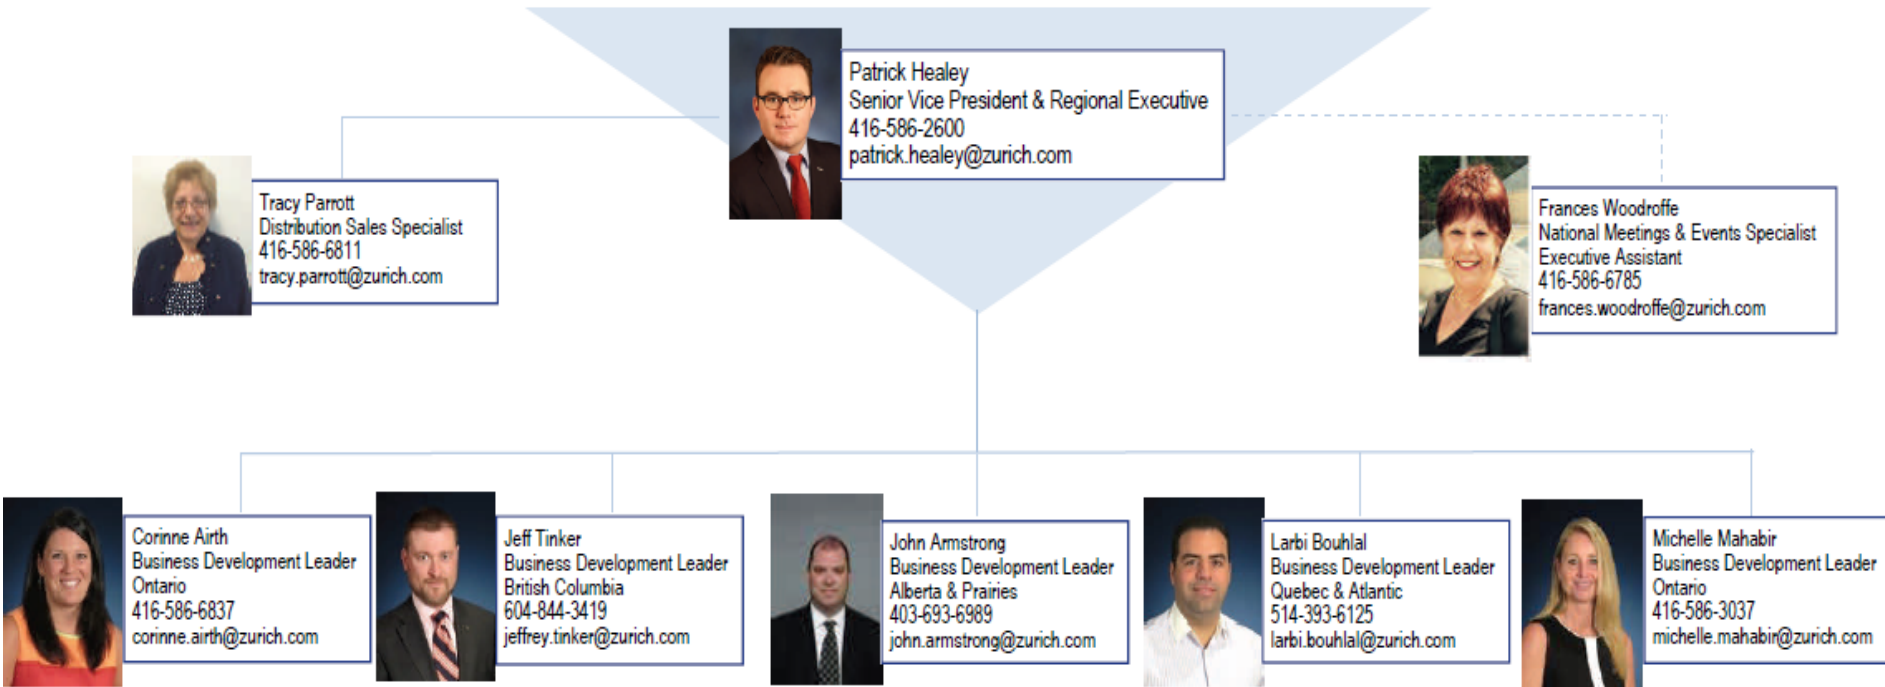 Patrick Healey
Senior Vice President & Regional Executive
416-586-2600
patrick.healey@zurich.com
Tracy Parrott
Distribution Sales Specialist
416-586-6811
tracy.parrott@zurich.com
Frances Woodroffe
National Meetings & Events Specialist
Executive Assistant
416-586-6785
frances.woodroffe@zurich.com
Corinne Airth
Business Development Leader
Ontario
416-586-6837
corinne.airth@zurich.com
Jeff Tinker
Business Development Leader
British Columbia
604-844-3419
jeffrey.tinker@zurich.com
John Armstrong
Business Development Leader
Alberta & Prairies
403-693-6989
john.armstrong@zurich.com
Larbi Bouhlal
Business Development Leader
Quebec & Atlantic
514-393-6125
larbi.bouhlal@zurich.com
Michelle Mahabir
Business Development Leader
Ontario
416-586-3037
michelle.mahabir@zurich.com